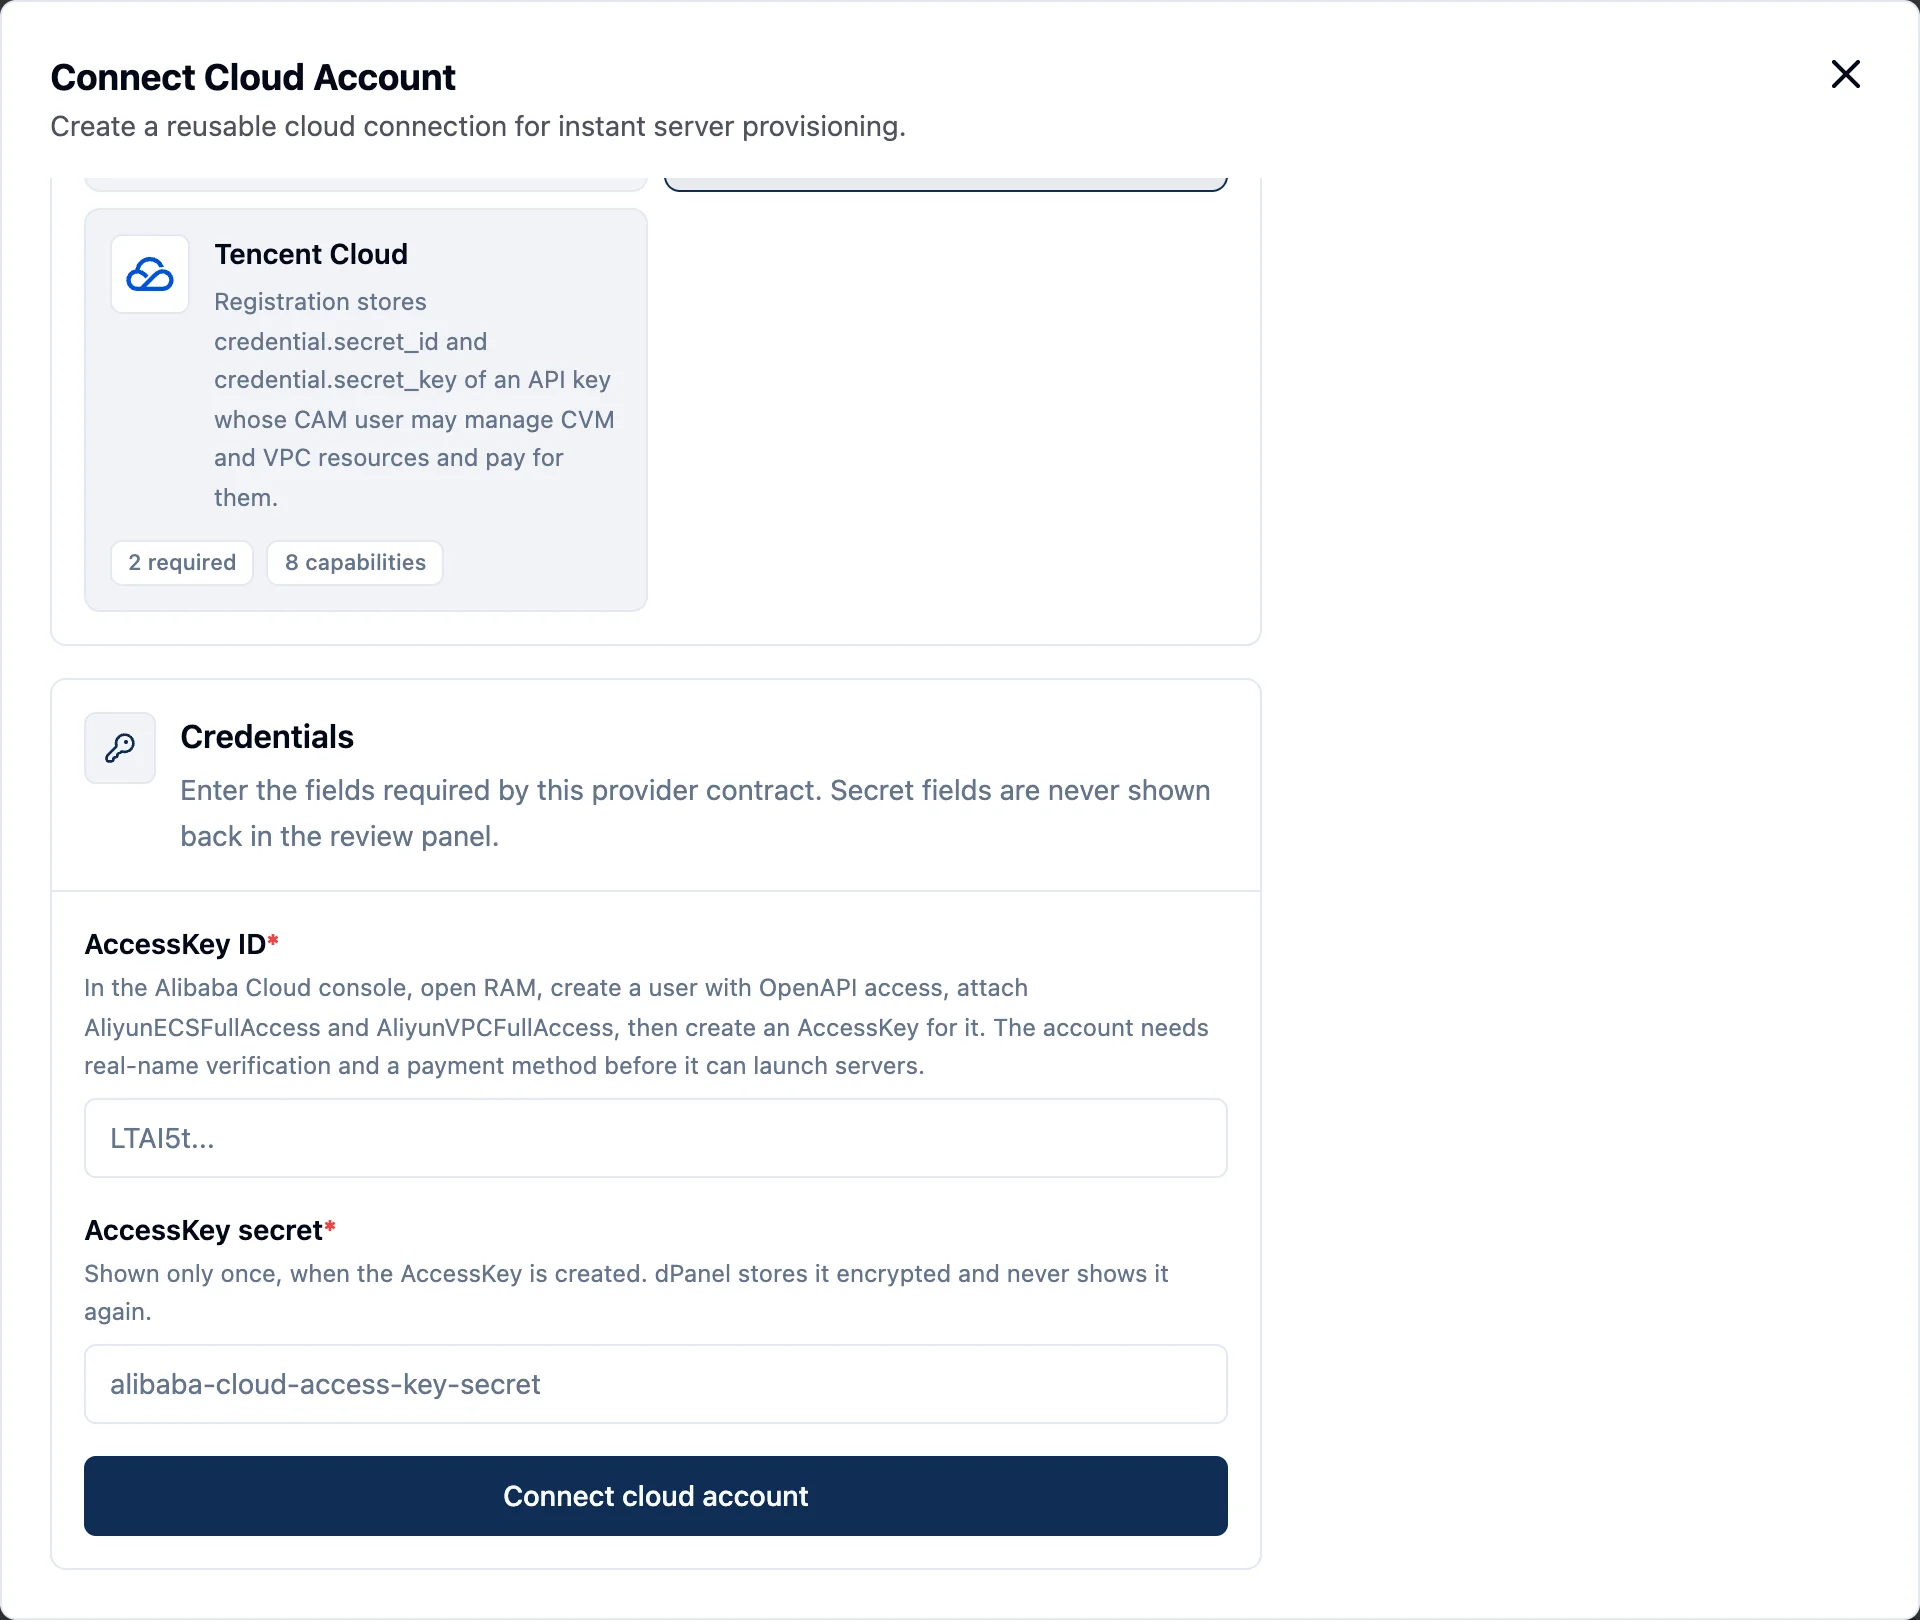 Connect Cloud Account
Create a reusable cloud connection for instant server provisioning.
Tencent Cloud
Registration stores
credential.secret_id and
credential.secret_key of an API key
whose CAM user may manage CVM
and VPC resources and pay for
them.
2 required
8 capabilities
Credentials
Enter the fields required by this provider contract. Secret fields are never shown
back in the review panel.
AccessKey ID*
In the Alibaba Cloud console, open RAM, create a user with OpenAPI access, attach
AliyunECSFullAccess and AliyunVPCFullAccess, then create an AccessKey for it. The account needs
real-name verification and a payment method before it can launch servers.
LTAI5t...
AccessKey secret*
Shown only once, when the AccessKey is created. dPanel stores it encrypted and never shows it
again.
alibaba-cloud-access-key-secret
Connect cloud account